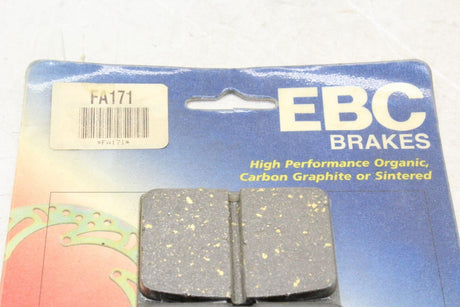 FA171
*FA171*
EBC
BRAKES
High Performance Organic,
Carbon Graphite or Sintered